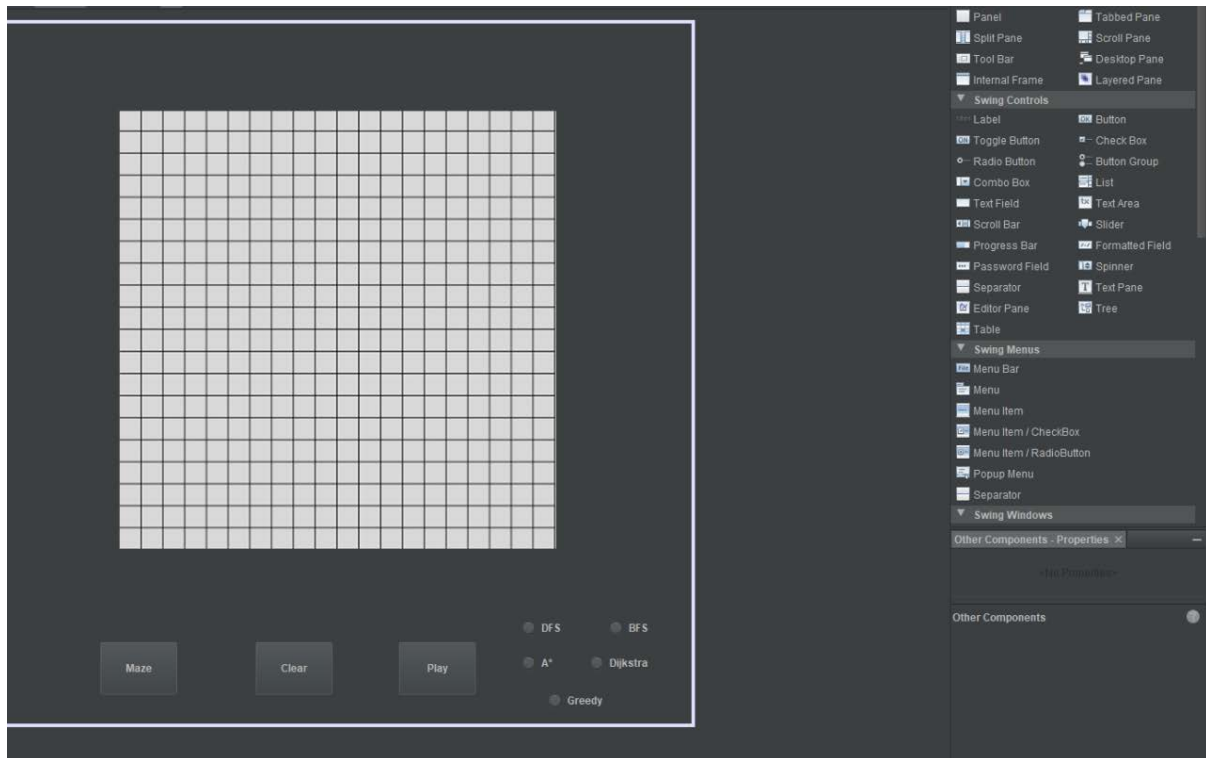 Panel
Tabbed Pane
Split Pane
Scroll Pane
Tool Bar
Desktop Pane
Internal Frame
Layered Pane
Swing Controls
Label
Button
Toggle Button
Check Box
Radio Button
Button Group
Combo Box
List
Text Field
Text Area
Scroll Bar
Slider
Progress Bar
Formatted Field
Password Field
Spinner
Separator
Text Pane
Editor Pane
Tree
Table
Swing Menus
Menu Bar
Menu
Menu Item
Menu Item / CheckBox
Menu Item / RadioButton
Popup Menu
Separator
Swing Windows
Other Components - Properties
<No Properties>
Other Components
DFS
BFS
Maze
Clear
Play
A*
Dijkstra
Greedy